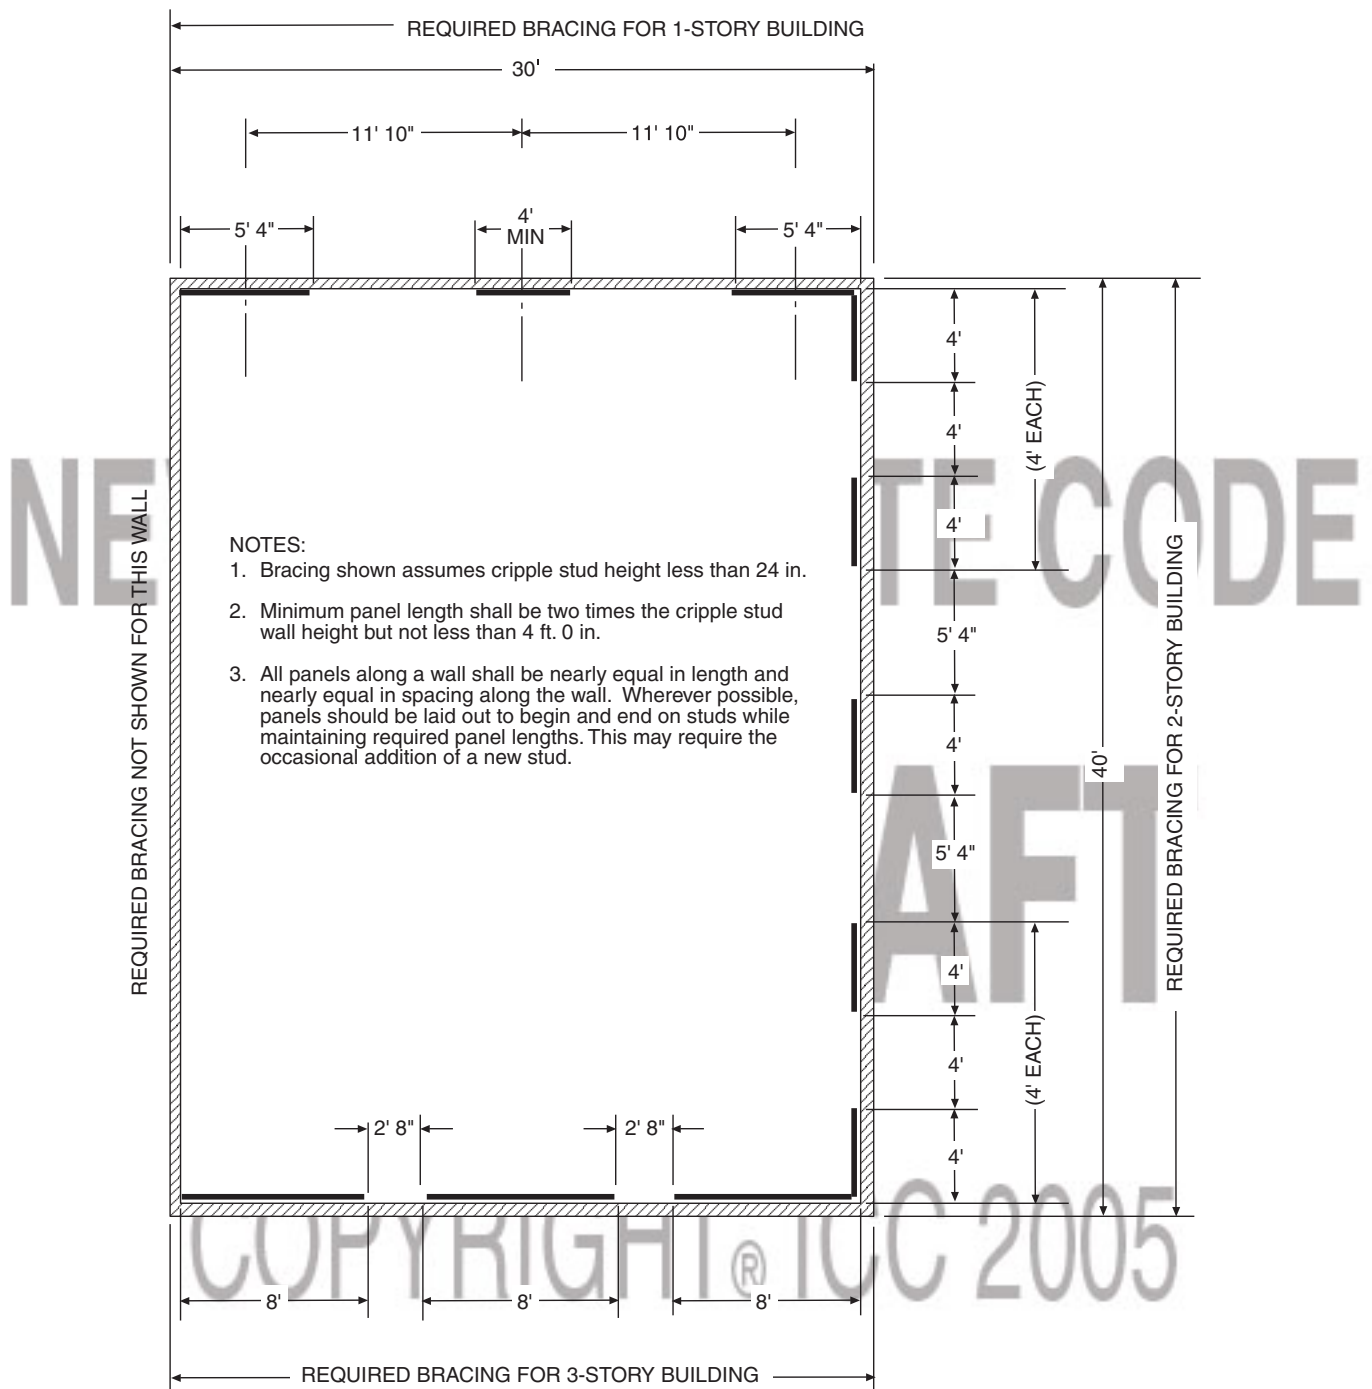 REQUIRED BRACING FOR 1-STORY BUILDING
30'
11' 10"
11' 10"
5' 4"
4'
MIN
5' 4"
4'
4'
4'
(4' EACH)
5' 4"
4'
5' 4"
4'
4'
4'
(4' EACH)
40'
REQUIRED BRACING FOR 2-STORY BUILDING
REQUIRED BRACING NOT SHOWN FOR THIS WALL
NOTES:
1. Bracing shown assumes cripple stud height less than 24 in.
2. Minimum panel length shall be two times the cripple stud
wall height but not less than 4 ft. 0 in.
3. All panels along a wall shall be nearly equal in length and
nearly equal in spacing along the wall. Wherever possible,
panels should be laid out to begin and end on studs while
maintaining required panel lengths. This may require the
occasional addition of a new stud.
2' 8"
2' 8"
8'
8'
8'
REQUIRED BRACING FOR 3-STORY BUILDING
CODE
COPYRIGHT ® ICC 2005